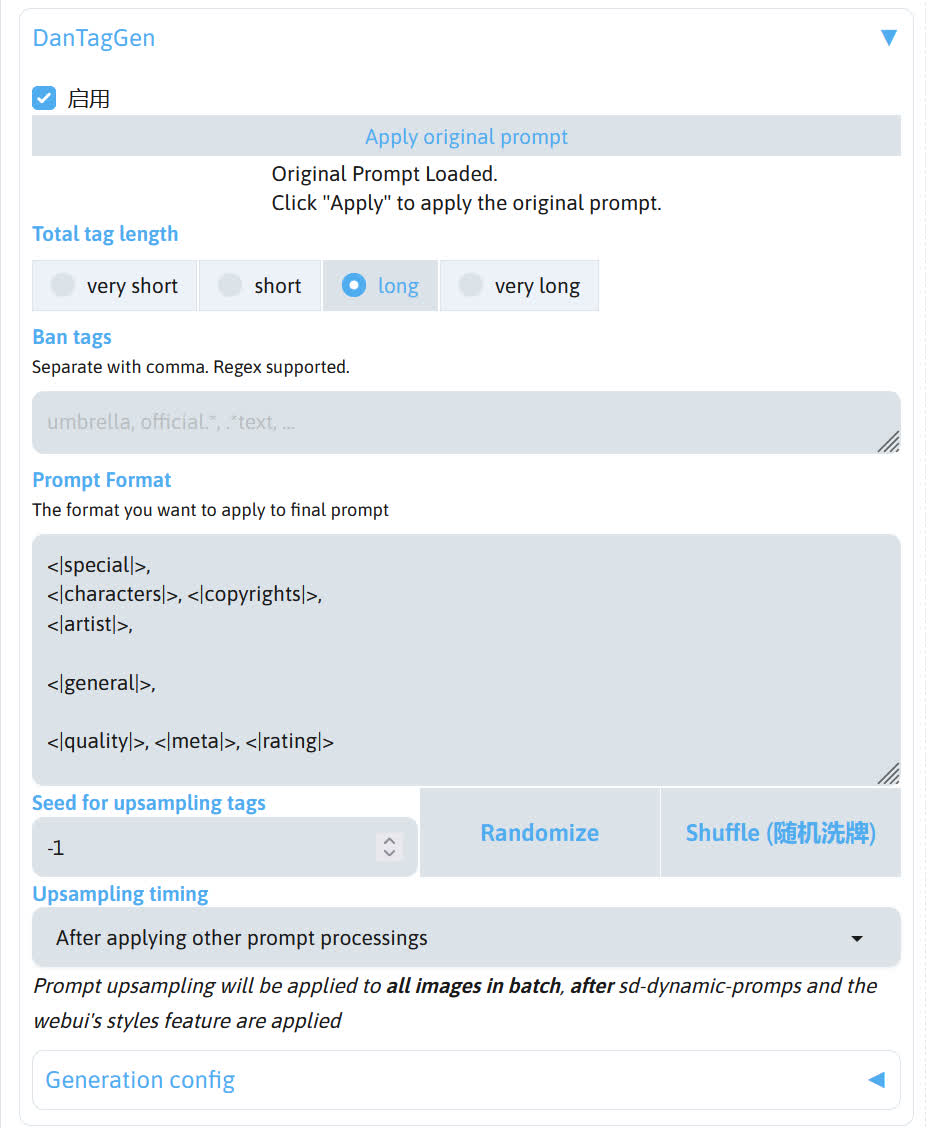 DanTagGen
启用
Apply original prompt
Original Prompt Loaded.
Click "Apply" to apply the original prompt.
Total tag length
very short
short
long
very long
Ban tags
Separate with comma. Regex supported.
umbrella, official.*, .*text, ...
Prompt Format
The format you want to apply to final prompt
<|special|>,
<|characters|>, <|copyrights|>,
<|artist|>,
<|general|>,
<|quality|>, <|meta|>, <|rating|>
Seed for upsampling tags
-1
Randomize
Shuffle (随机洗牌)
Upsampling timing
After applying other prompt processings
Prompt upsampling will be applied to all images in batch, after sd-dynamic-promps and the
webui's styles feature are applied
Generation config